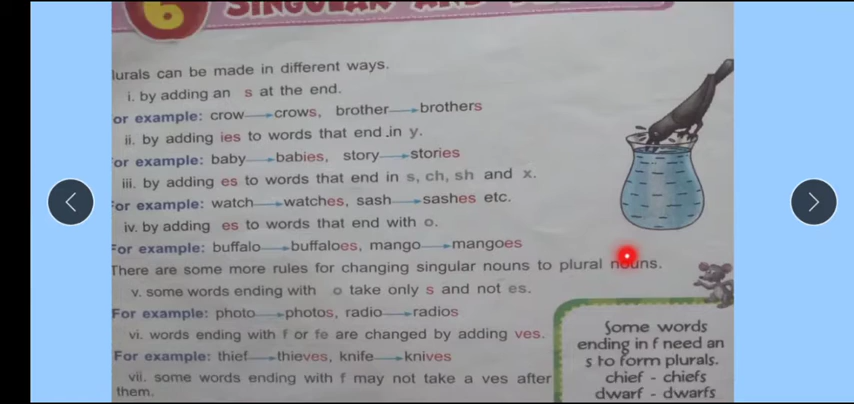 6 SINGULAR AND
lurals can be made in different ways.
i. by adding an s at the end.
or example: crow→crows, brother→brothers
ii. by adding ies to words that end in y.
or example: baby→babies, story→stories
iii. by adding es to words that end in s, ch, sh and x.
For example: watch→watches, sash→sashes etc.
iv. by adding es to words that end with o.
For example: buffalo→buffaloes, mango→mangoes
There are some more rules for changing singular nouns to plural nouns.
v. some words ending with o take only s and not es.
For example: photo→photos, radio→radios
vi. words ending with f or fe are changed by adding ves.
For example: thief→thieves, knife→knives
vii. some words ending with f may not take a ves after
them.
Some words
ending in f need an
s to form plurals.
chief - chiefs
dwarf - dwarfs